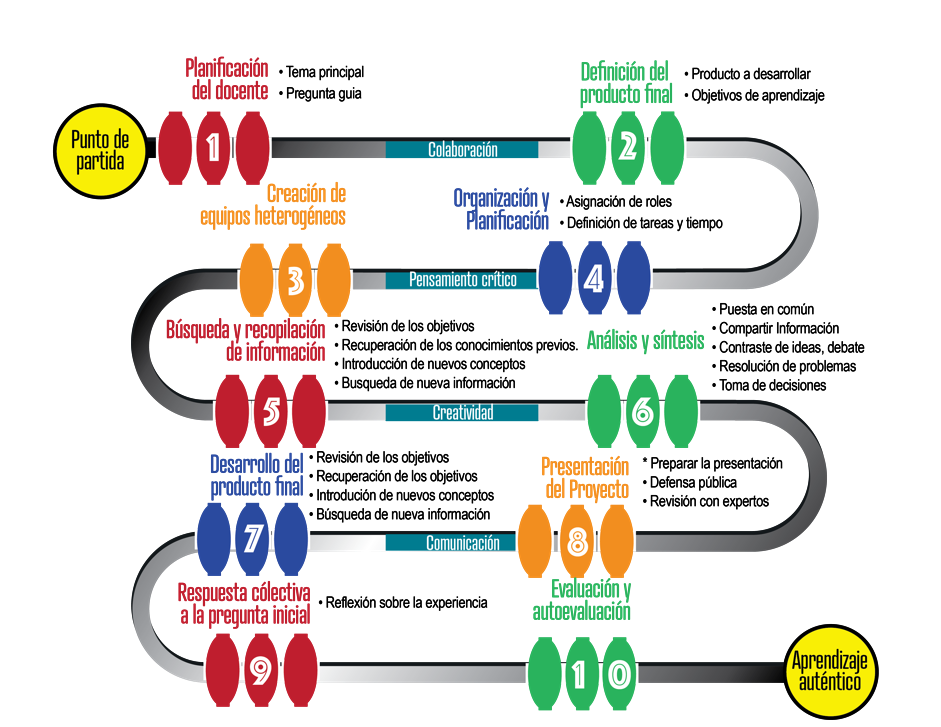 Planificación
del docente
• Tema principal
• Pregunta guia
Definición del
producto final
• Producto a desarrollar
• Objetivos de aprendizaje
Punto de
partida
1
Colaboración
2
Creación de
equipos heterogéneos
Organización y
Planificación
• Asignación de roles
• Definición de tareas y tiempo
3
Pensamiento crítico
4
Búsqueda y recopilación
de información
• Revisión de los objetivos
• Recuperación de los conocimientos previos.
• Introducción de nuevos conceptos
• Busqueda de nueva información
Análisis y síntesis
• Puesta en común
• Compartir Información
• Contraste de ideas, debate
• Resolución de problemas
• Toma de decisiones
5
Creatividad
6
Desarrollo del
producto final
• Revisión de los objetivos
• Recuperación de los objetivos
• Introdución de nuevos conceptos
• Búsqueda de nueva información
Presentación
del Proyecto
* Preparar la presentación
• Defensa pública
• Revisión con expertos
7
Comunicación
8
Respuesta cólectiva
a la pregunta inicial
• Reflexión sobre la experiencia
Evaluación y
autoevaluación
9
10
Aprendizaje
auténtico